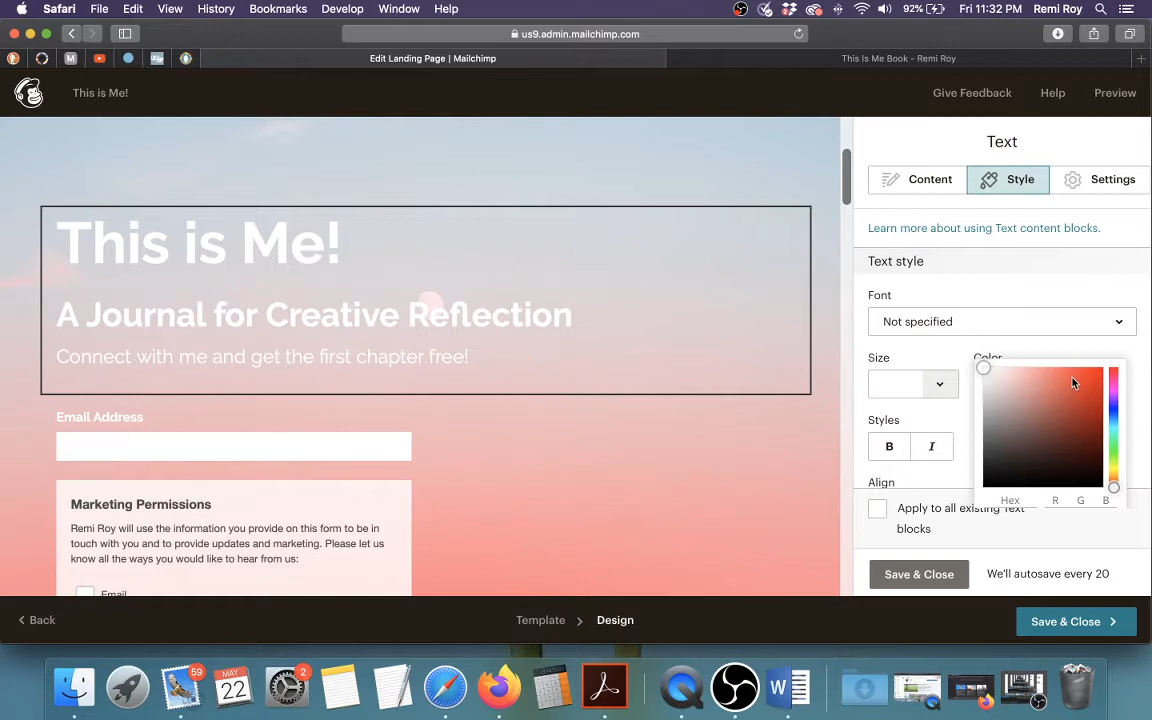 Safari File Edit View History Bookmarks Develop Window Help 92% Fri 11:32 PM Remi Roy
us9.admin.mailchimp.com
M Edit Landing Page | Mailchimp This Is Me Book - Remi Roy
This is Me! Give Feedback Help Preview
Text
Content Style Settings
Learn more about using Text content blocks.
Text style
Font
Not specified
Size Color
Styles
B I
Align
Hex R G B
Apply to all existing Text
blocks
Save & Close We'll autosave every 20
This is Me!
A Journal for Creative Reflection
Connect with me and get the first chapter free!
Email Address
Marketing Permissions
Remi Roy will use the information you provide on this form to be in
touch with you and to provide updates and marketing. Please let us
know all the ways you would like to hear from us:
Email
Back Template Design Save & Close
59
MAY
22
2
W